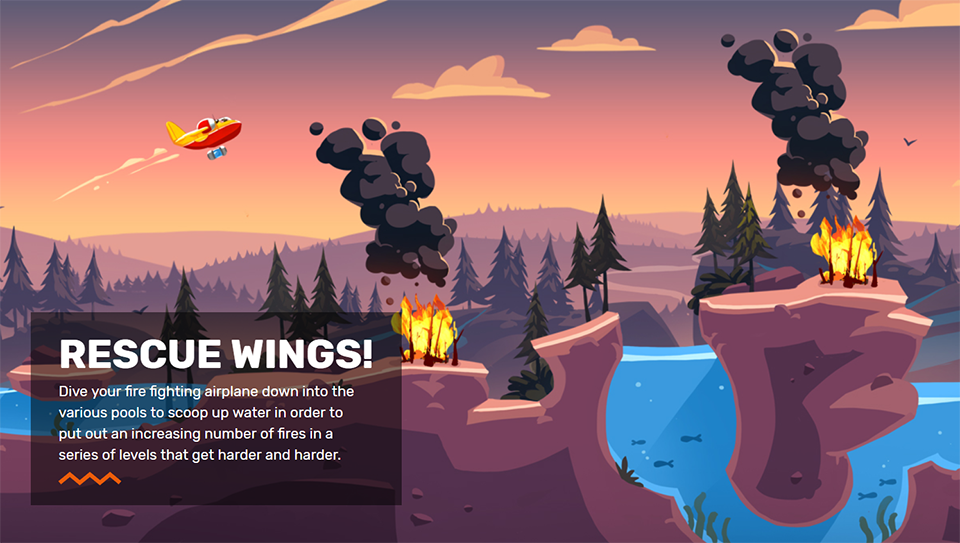 RESCUE WINGS!
Dive your fire fighting airplane down into the
various pools to scoop up water in order to
put out an increasing number of fires in a
series of levels that get harder and harder.